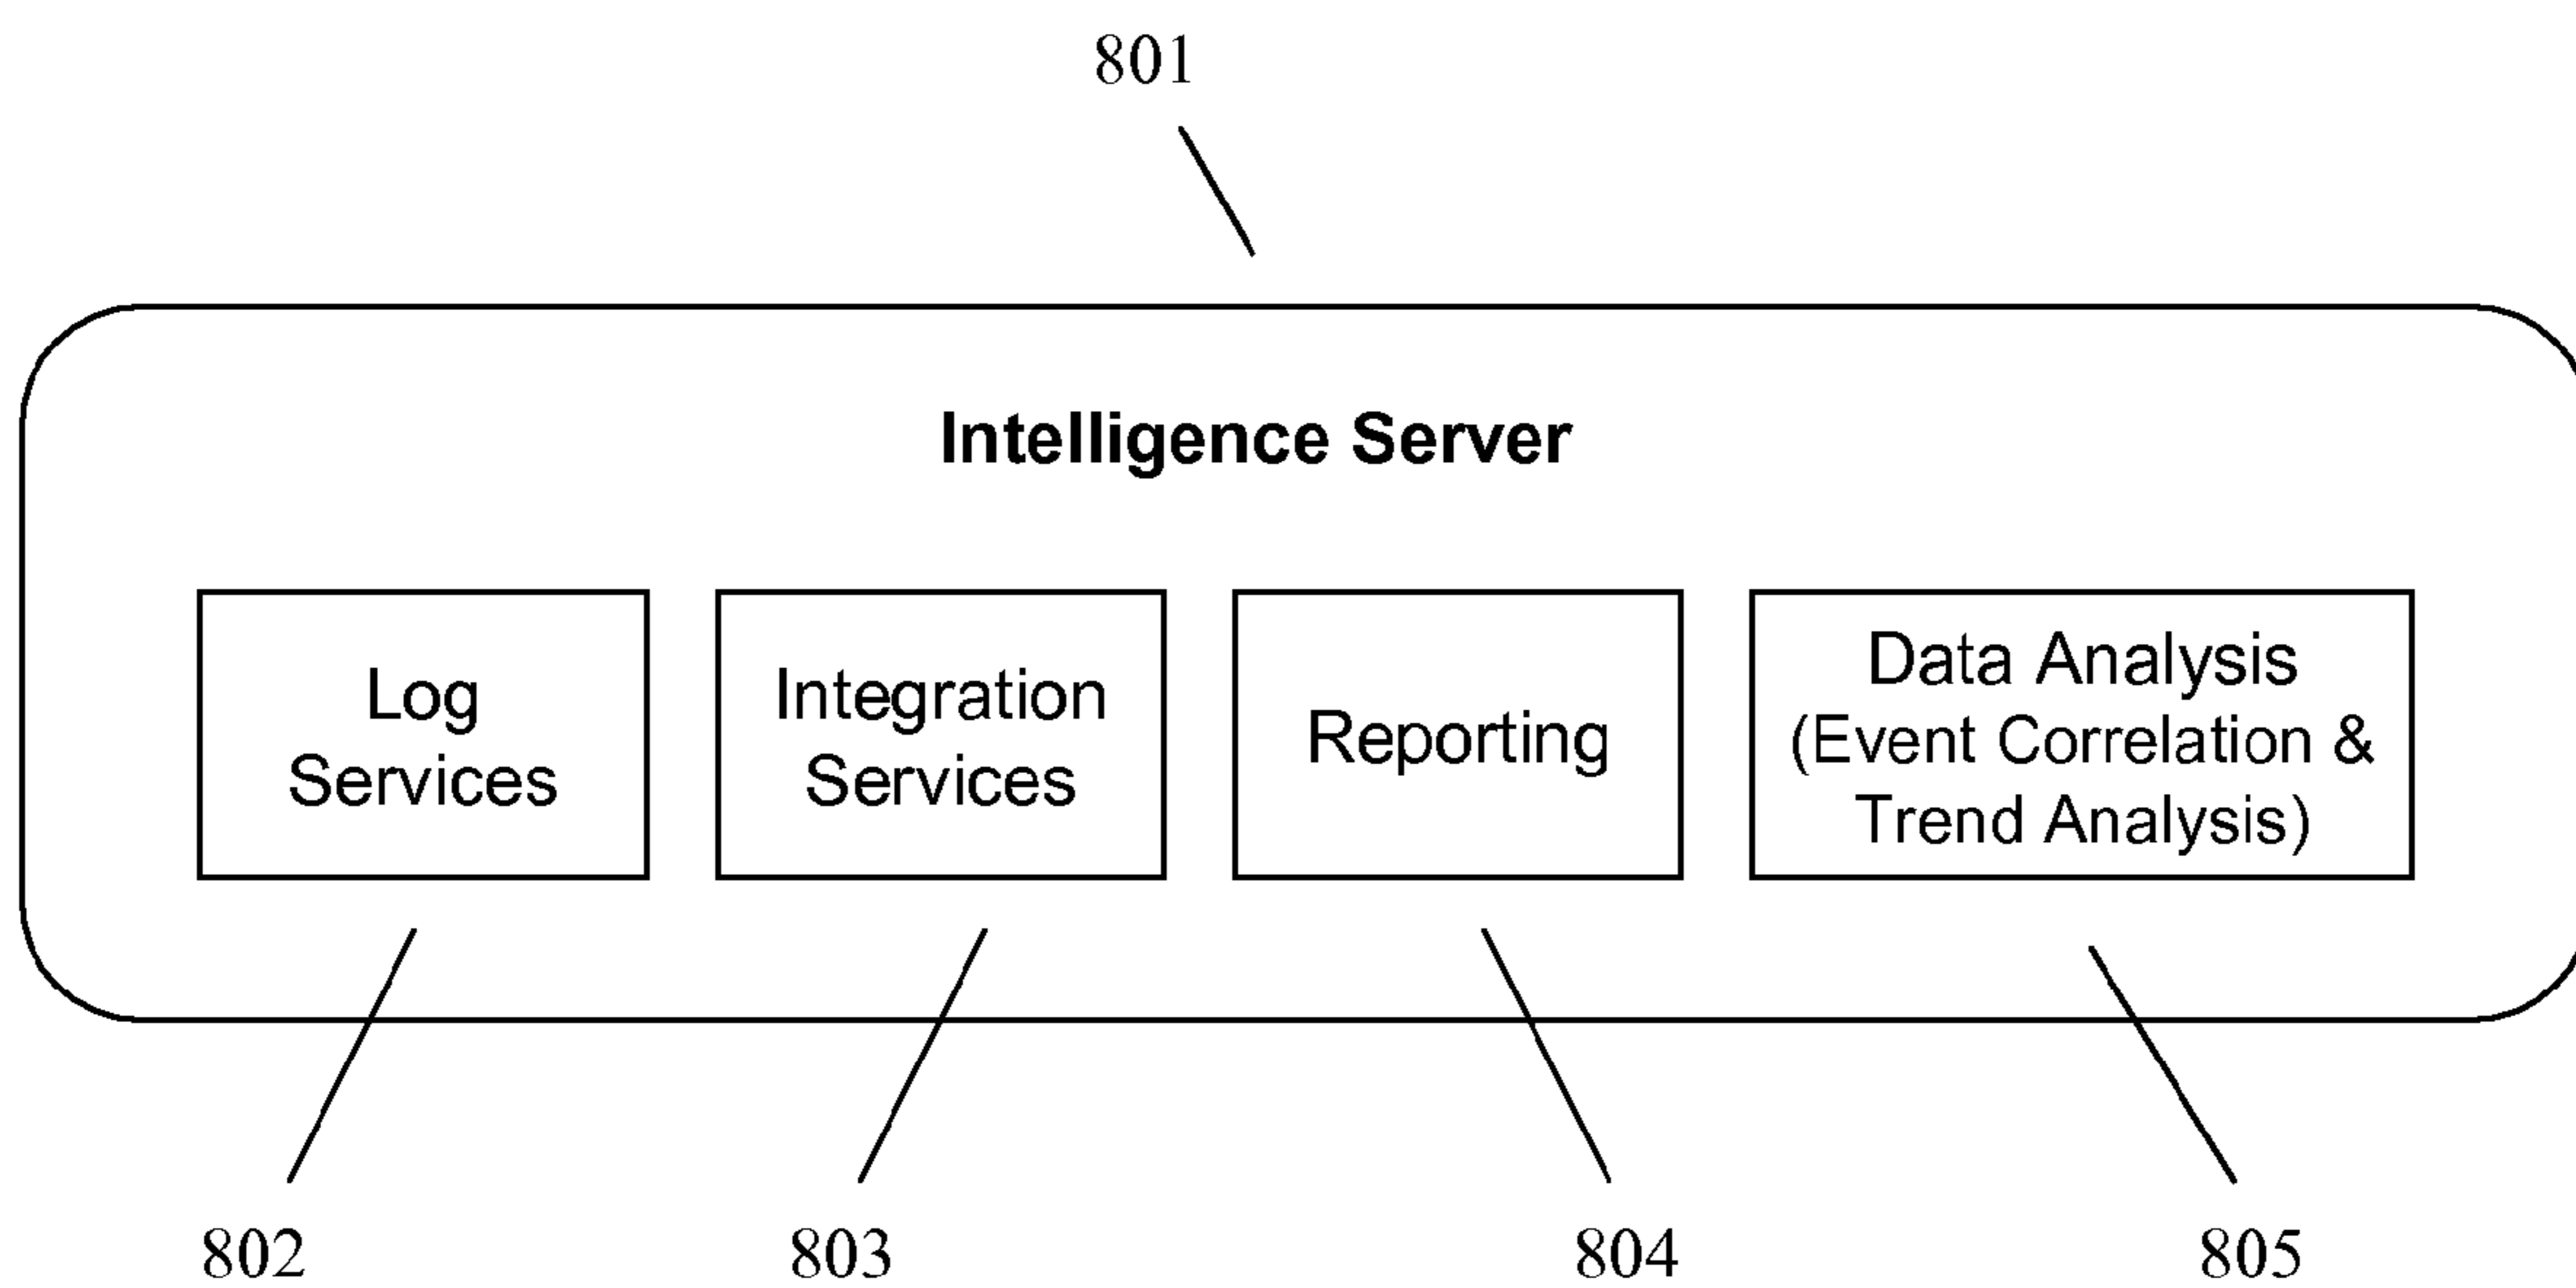 801
Intelligence Server
Log
Services
Integration
Services
Reporting
Data Analysis
(Event Correlation &
Trend Analysis)
802
803
804
805